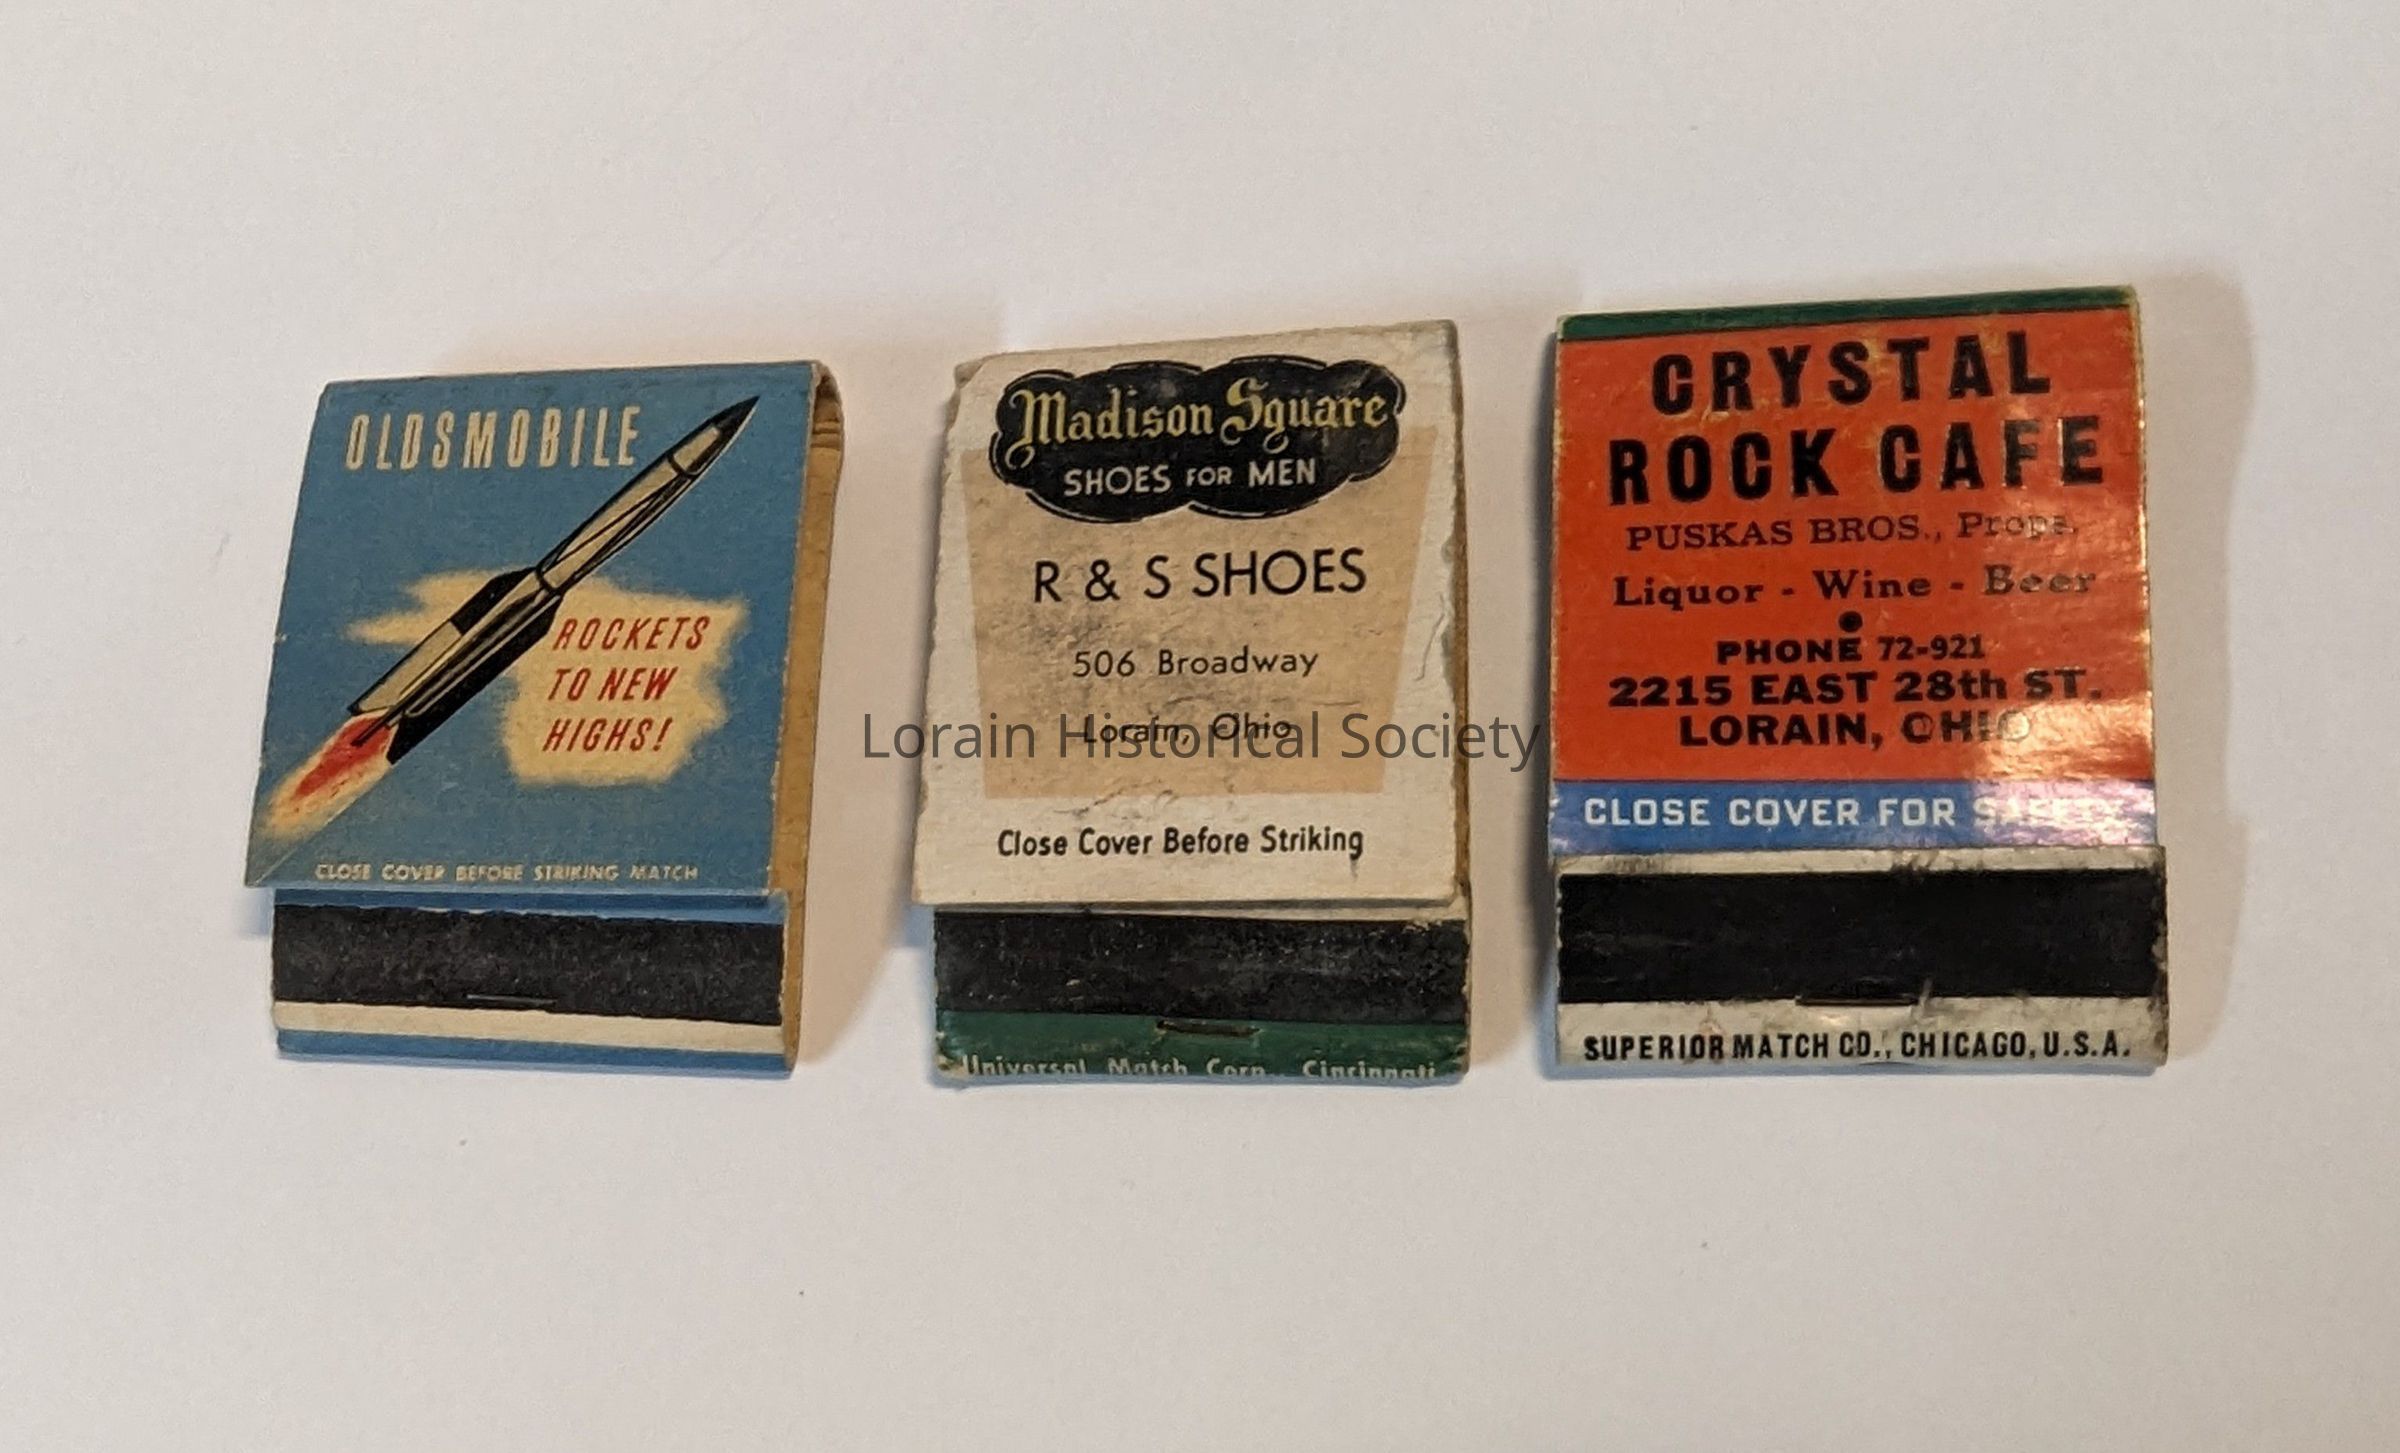 OLDSMOBILE
ROCKETS
TO NEW
HIGHS!
CLOSE COVER BEFORE STRIKING MATCH
Madison Square
SHOES FOR MEN
R & S SHOES
506 Broadway
Lorain, Ohio
Close Cover Before Striking
Universal Match Corp., Cincinnati
CRYSTAL
ROCK CAFE
PUSKAS BROS., Props.
Liquor - Wine - Beer
PHONE 72-921
2215 EAST 28th ST.
LORAIN, OHIO
CLOSE COVER FOR SAFETY
SUPERIOR MATCH CO., CHICAGO, U.S.A.
Lorain Historical Society